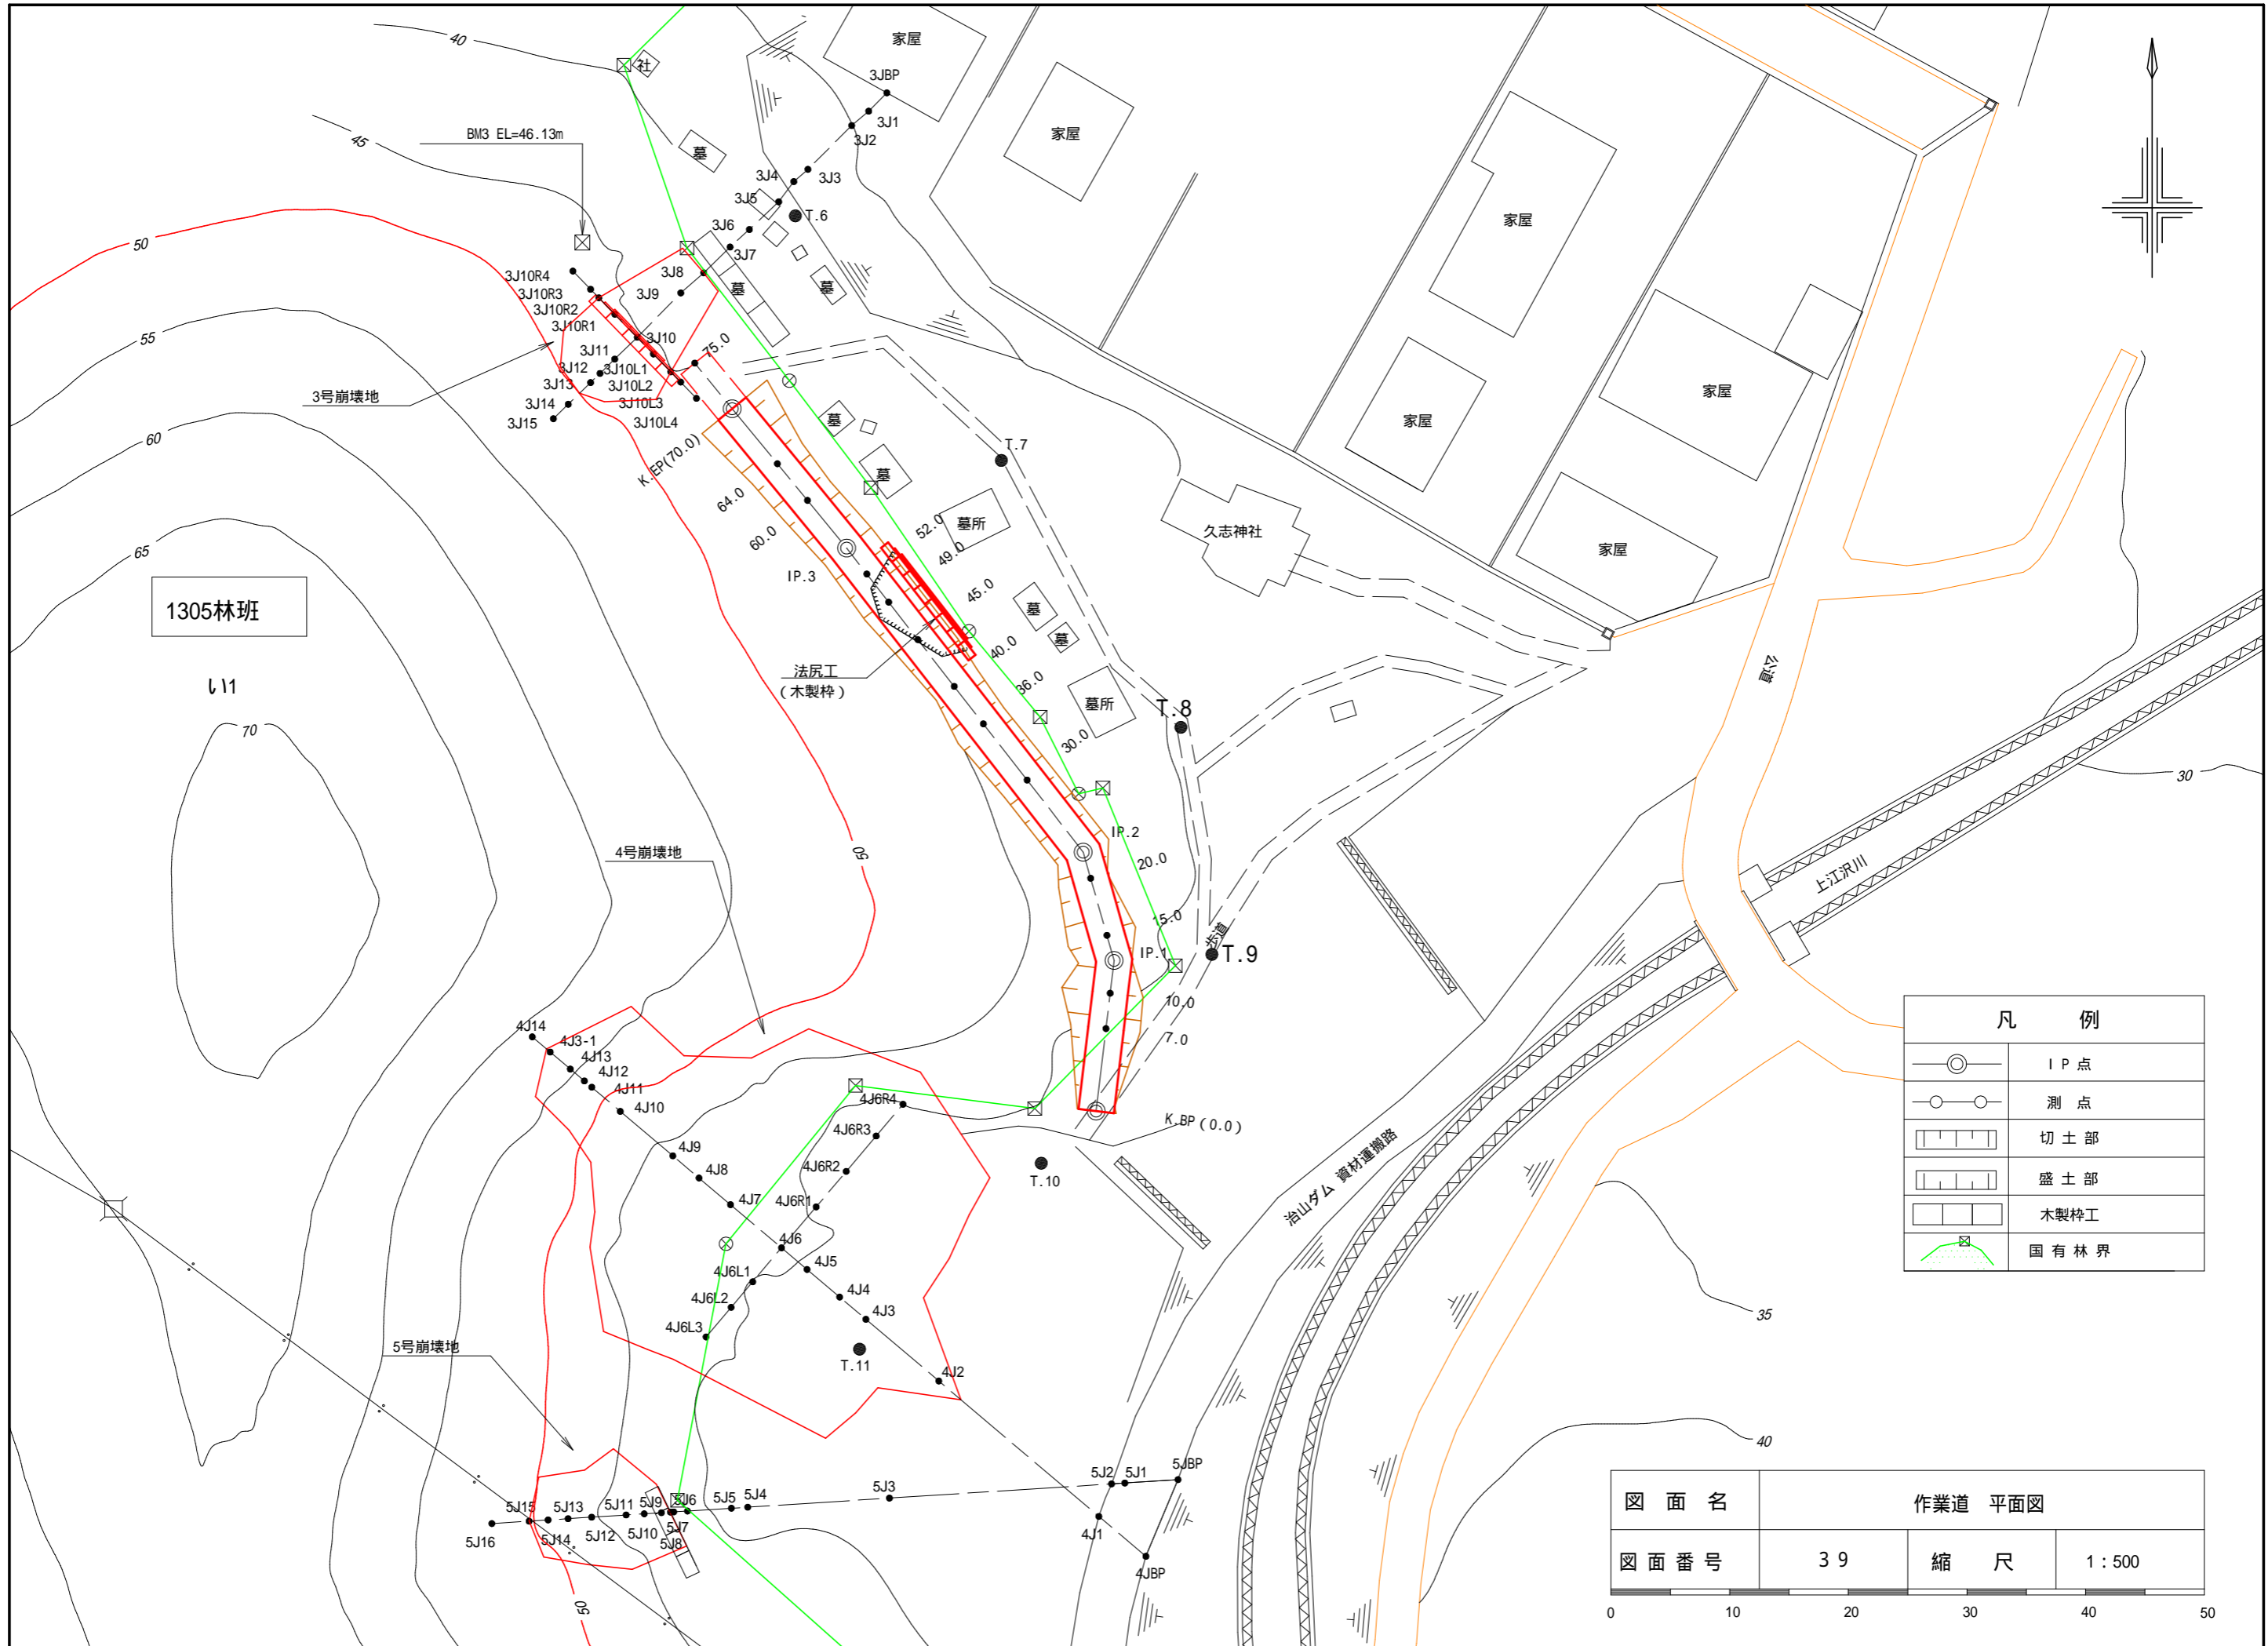 40
社
家屋
3JBP
3J1
3J2
家屋
BM3 EL=46.13m
45
墓
3J4
3J3
3J5
T.6
家屋
3J6
3J7
50
3J8
3J9
墓
墓
3J10R4
3J10R3
3J10R2
3J10R1
3J10
75.0
3J11
3J12
3J10L1
3J13
3J10L2
3J14
3J10L3
3J15
3J10L4
3号崩壊地
55
60
65
70
家屋
家屋
家屋
墓
T.7
墓
墓所
久志神社
K.EP(70.0)
64.0
60.0
IP.3
52.0
49.0
45.0
40.0
36.0
30.0
墓
墓
墓所
T.8
1305林班
い1
法尻工
(木製枠)
公道
30
上江沢川
4号崩壊地
50
IP.2
20.0
15.0
IP.1
歩道
T.9
10.0
7.0
K.BP(0.0)
T.10
4J14
4J3-1
4J13
4J12
4J11
4J10
4J9
4J8
4J7
4J6R4
4J6R3
4J6R2
4J6R1
4J6
4J5
4J6L1
4J6L2
4J6L3
4J4
4J3
T.11
4J2
治山ダム 資材運搬路
5号崩壊地
5J16
5J15
5J14
5J13
5J12
5J11
5J10
5J9
5J8
5J7
5J6
5J5
5J4
5J3
5J2
5J1
5JBP
4J1
4JBP
50
35
40
凡 例
IP点
測点
切土部
盛土部
木製枠工
国有林界
図面名 作業道 平面図
図面番号 39 縮尺 1:500
0 10 20 30 40 50